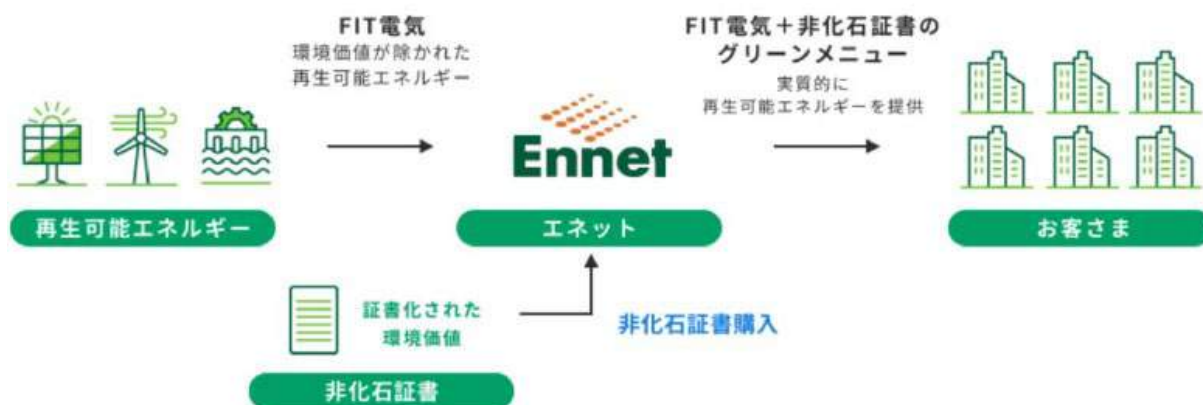 FIT電気
環境価値が除かれた
再生可能エネルギー
FIT電気＋非化石証書の
グリーンメニュー
実質的に
再生可能エネルギーを提供
Ennet
再生可能エネルギー
エネット
お客さま
証書化された
環境価値
非化石証書購入
非化石証書